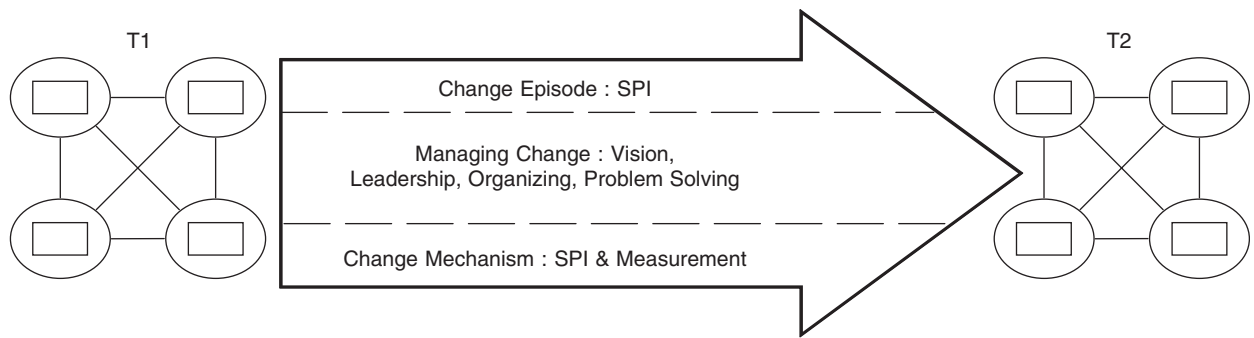 T1
T2
Change Episode : SPI
Managing Change : Vision,
Leadership, Organizing, Problem Solving
Change Mechanism : SPI & Measurement